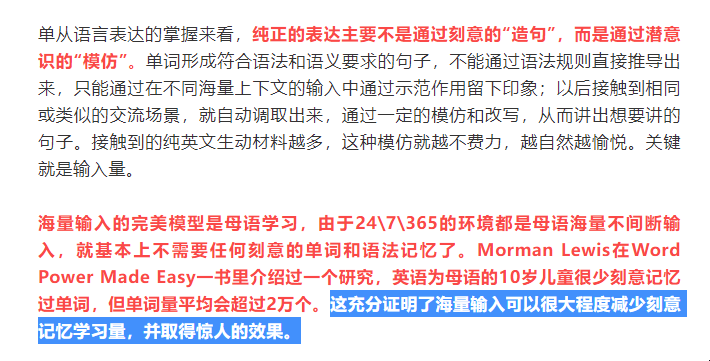 单从语言表达的掌握来看，纯正的表达主要不是通过刻意的“造句”，而是通过潜意
识的“模仿”。单词形成符合语法和语义要求的句子，不能通过语法规则直接推导出
来，只能通过在不同海量上下文的输入中通过示范作用留下印象；以后接触到相同
或类似的交流场景，就自动调取出来，通过一定的模仿和改写，从而讲出想要讲的
句子。接触到的纯英文生动材料越多，这种模仿就越不费力，越自然越愉悦。关键
就是输入量。
海量输入的完美模型是母语学习，由于24\7\365的环境都是母语海量不间断输
入，就基本上不需要任何刻意的单词和语法记忆了。Morman Lewis在Word
Power Made Easy一书里介绍过一个研究，英语为母语的10岁儿童很少刻意记忆
过单词，但单词量平均会超过2万个。这充分证明了海量输入可以很大程度减少刻意
记忆学习量，并取得惊人的效果。